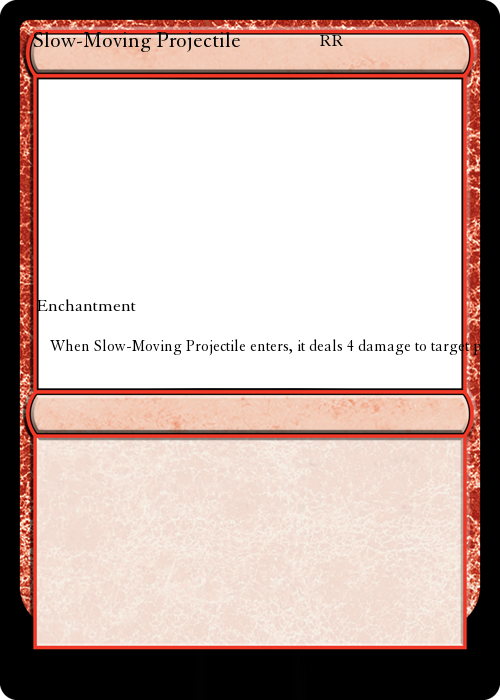 Slow-Moving Projectile RR
Enchantment
When Slow-Moving Projectile enters, it deals 4 damage to target